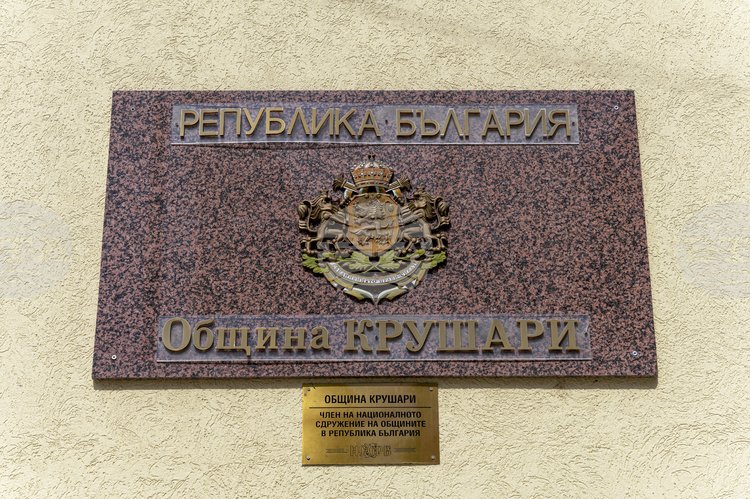 РЕПУБЛИКА БЪЛГАРИЯ
Община КРУШАРИ
ОБЩИНА КРУШАРИ
ЧЛЕН НА НАЦИОНАЛНОТО
СДРУЖЕНИЕ НА ОБЩИНИТЕ
В РЕПУБЛИКА БЪЛГАРИЯ